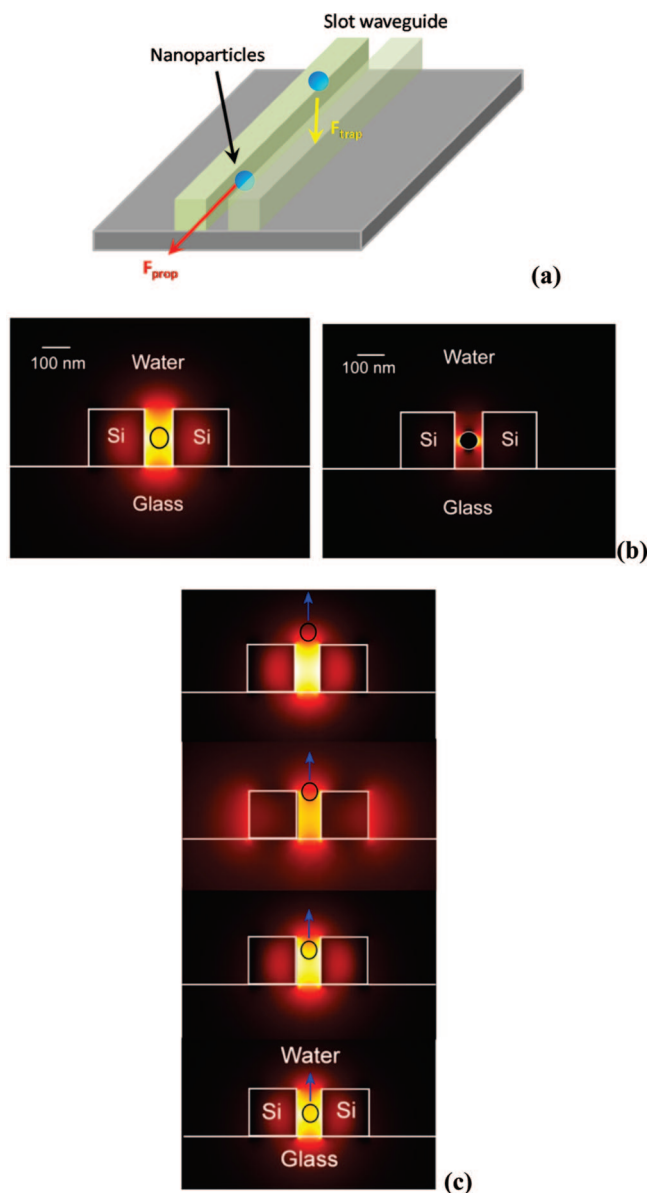 Slot waveguide
Nanoparticles
F_trap
F_prop
(a)
100 nm
Water
Si
Si
Glass
100 nm
Water
Si
Si
Glass
(b)
Water
Si
Si
Glass
(c)